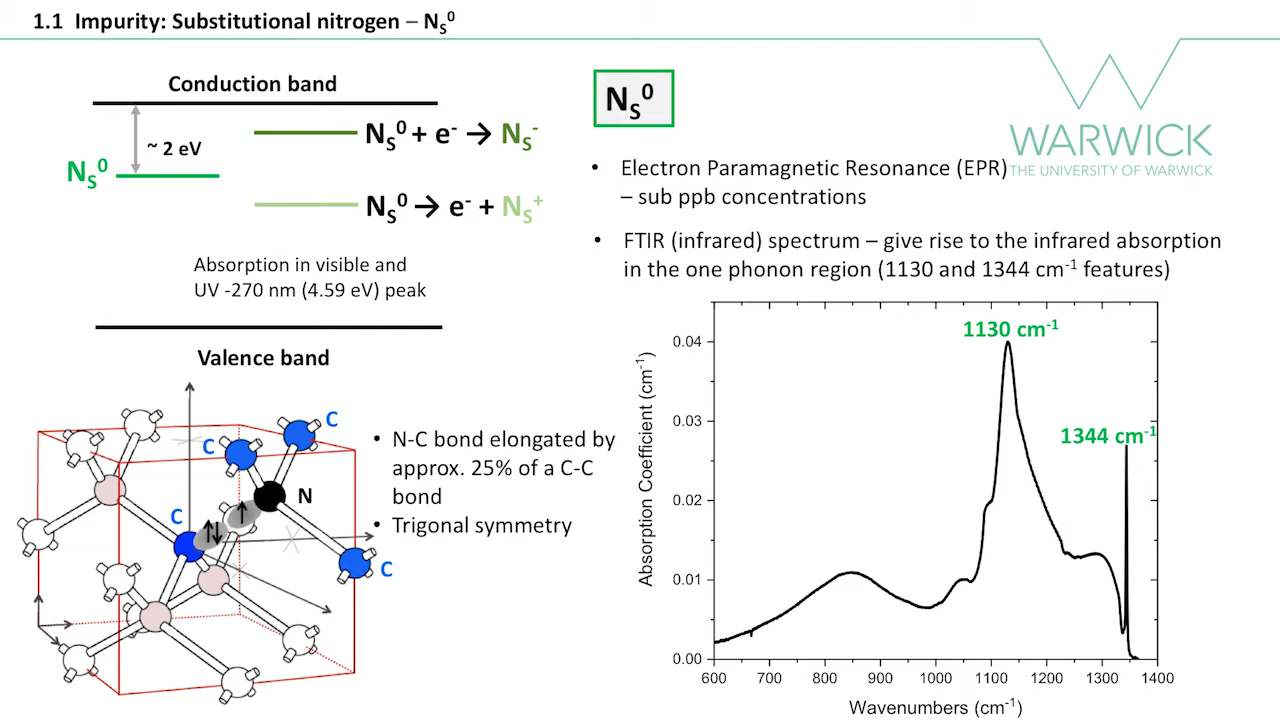 1.1 Impurity: Substitutional nitrogen – Nₛ⁰
Conduction band
~ 2 eV
Nₛ⁰
Nₛ⁰ + e⁻ → Nₛ⁻
Nₛ⁰ → e⁻ + Nₛ⁺
Absorption in visible and
UV -270 nm (4.59 eV) peak
Valence band
C
C
N
C
C
• N-C bond elongated by
approx. 25% of a C-C
bond
• Trigonal symmetry
Nₛ⁰
WARWICK
THE UNIVERSITY OF WARWICK
• Electron Paramagnetic Resonance (EPR)
– sub ppb concentrations
• FTIR (infrared) spectrum – give rise to the infrared absorption
in the one phonon region (1130 and 1344 cm⁻¹ features)
1130 cm⁻¹
1344 cm⁻¹
Absorption Coefficient (cm⁻¹)
0.04
0.03
0.02
0.01
0.00
600 700 800 900 1000 1100 1200 1300 1400
Wavenumbers (cm⁻¹)